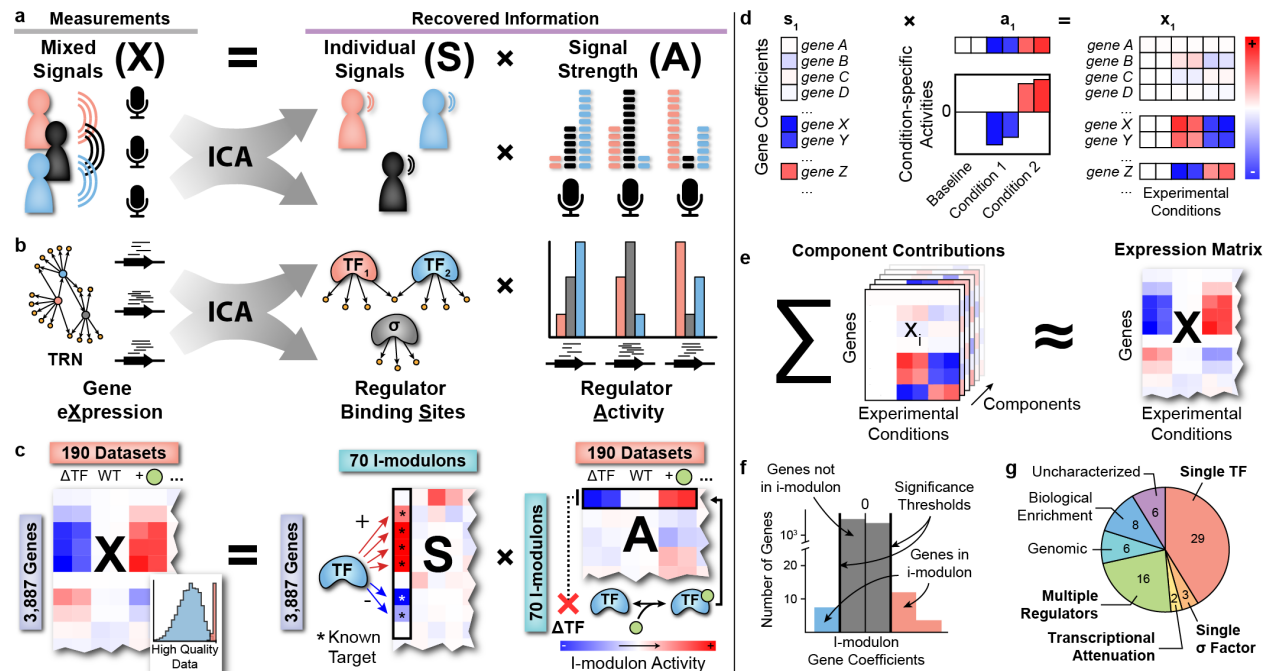 a
Measurements
Recovered Information
Mixed
Signals
(X)
=
Individual
Signals
(S)
×
Signal
Strength
(A)
ICA
×
b
TRN
ICA
TF1
TF2
σ
×
Gene
eXpression
Regulator
Binding Sites
Regulator
Activity
c
190 Datasets
ΔTF WT + ...
3,887 Genes
X
High Quality
Data
=
70 I-modulons
3,887 Genes
TF
+
-
*
*
*
*
*
*
S
* Known
Target
×
190 Datasets
ΔTF WT + ...
70 I-modulons
A
ΔTF
TF
TF
- +
I-modulon Activity
d
s1
×
a1
=
x1
Gene Coefficients
gene A
gene B
gene C
gene D
...
gene X
gene Y
...
gene Z
...
Condition-specific
Activities
0
Baseline
Condition 1
Condition 2
gene A
gene B
gene C
gene D
...
gene X
gene Y
...
gene Z
...
Experimental
Conditions
+
-
e
Component Contributions
∑
Genes
Xi
Experimental
Conditions
Components
≈
Expression Matrix
Genes
X
Experimental
Conditions
f
Genes not
in i-modulon
0
Significance
Thresholds
Genes in
i-modulon
Number of Genes
10³
20
10
I-modulon
Gene Coefficients
g
Uncharacterized
Single TF
Biological
Enrichment
Genomic
Multiple
Regulators
Transcriptional
Attenuation
Single
σ Factor
6
8
6
16
2
3
29